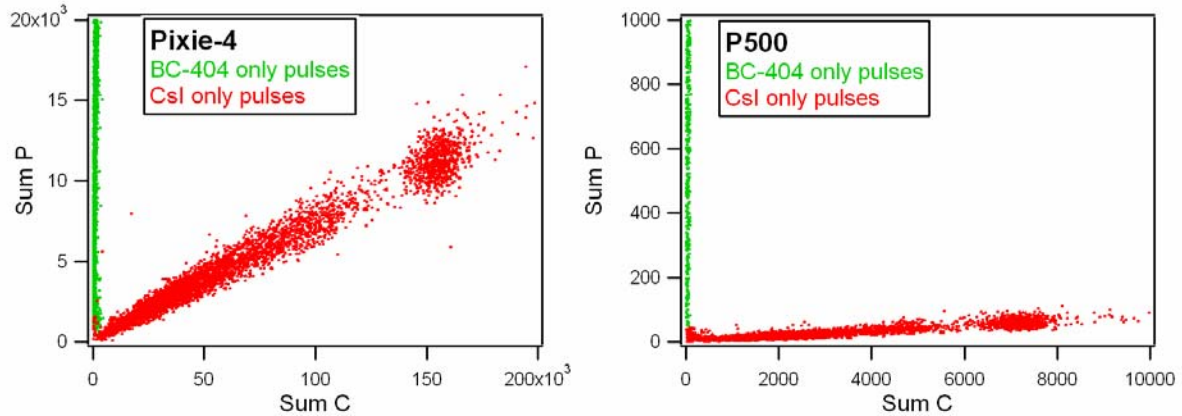 20x10³
15
10
5
0
Sum P
Pixie-4
BC-404 only pulses
CsI only pulses
0 50 100 150 200x10³
Sum C
1000
800
600
400
200
0
Sum P
P500
BC-404 only pulses
CsI only pulses
0 2000 4000 6000 8000 10000
Sum C